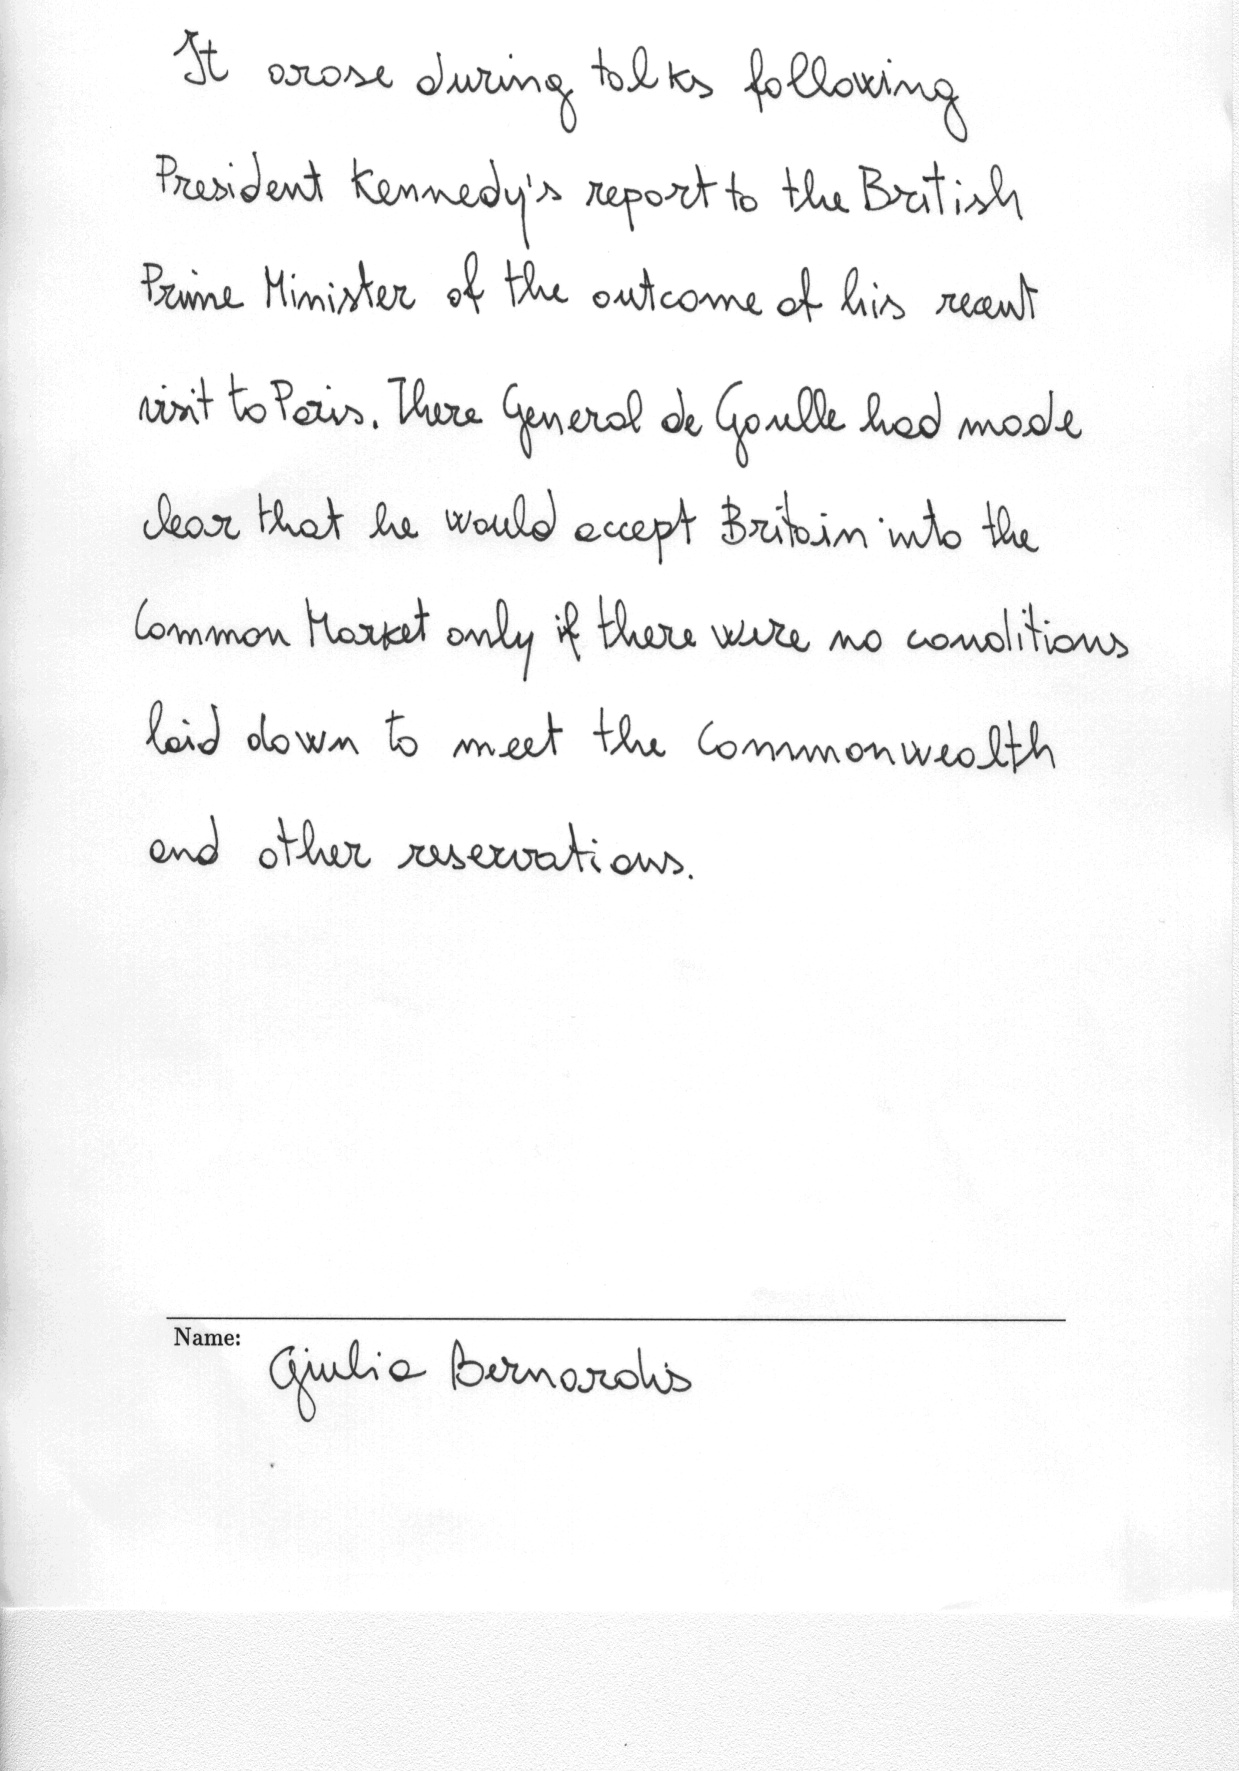 It arose during talks following
President Kennedy's report to the British
Prime Minister of the outcome of his recent
visit to Paris. There General de Gaulle had made
clear that he would accept Britain into the
Common Market only if there were no conditions
laid down to meet the Commonwealth
and other reservations.
Name:
Giulia Bernardis